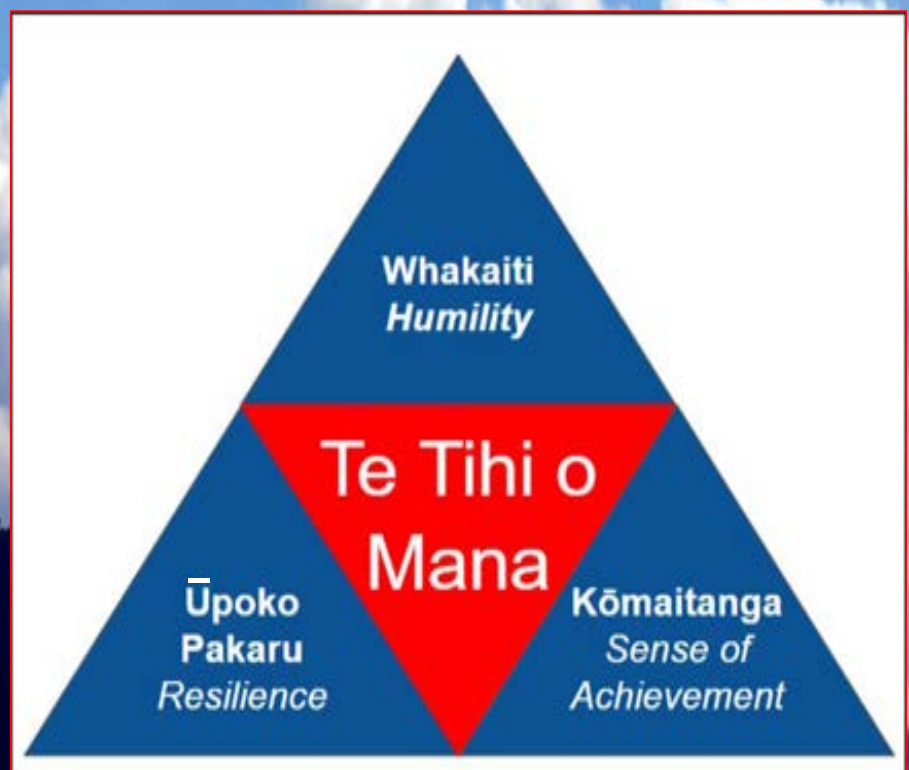 Whakaiti
Humility
Te Tihi o
Mana
Ūpoko
Pakaru
Resilience
Kōmaitanga
Sense of
Achievement